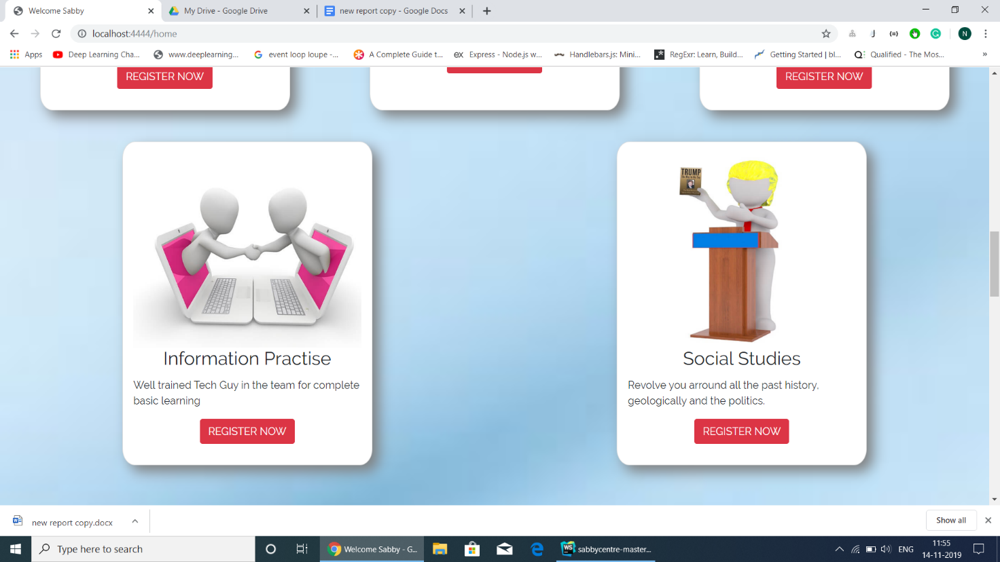 Welcome Sabby
My Drive - Google Drive
new report copy - Google Docs
localhost:4444/home
N
Apps
Deep Learning Cha...
www.deeplearning...
event loop loupe -...
A Complete Guide t...
ex Express - Node.js w...
Handlebars.js: Mini...
RegExr: Learn, Build...
Getting Started | bl...
Qualified - The Mos...
REGISTER NOW
REGISTER NOW
TRUMP
Information Practise
Well trained Tech Guy in the team for complete
basic learning
REGISTER NOW
Social Studies
Revolve you arround all the past history,
geologically and the politics.
REGISTER NOW
new report copy.docx
Show all
Type here to search
Welcome Sabby - G...
WS
sabbycentre-master...
ENG
11:55
14-11-2019